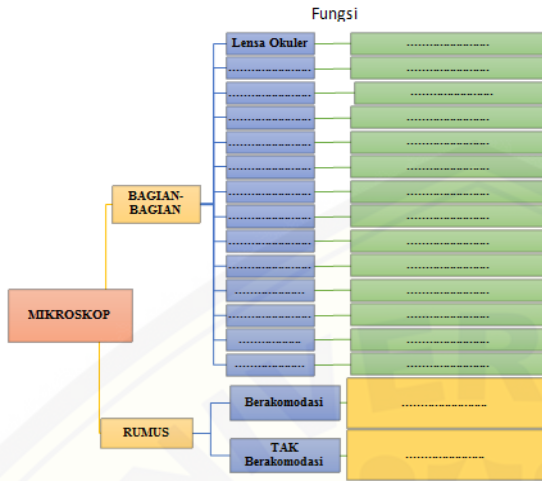 Fungsi
Lensa Okuler ........................
........................ ........................
........................ ........................
........................ ........................
........................ ........................
........................ ........................
BAGIAN-
BAGIAN
........................ ........................
........................ ........................
........................ ........................
........................ ........................
.................... ........................
MIKROSKOP
........................ ........................
................ ........................
.................... ........................
Berakomodasi ........................
RUMUS
TAK
Berakomodasi ......................